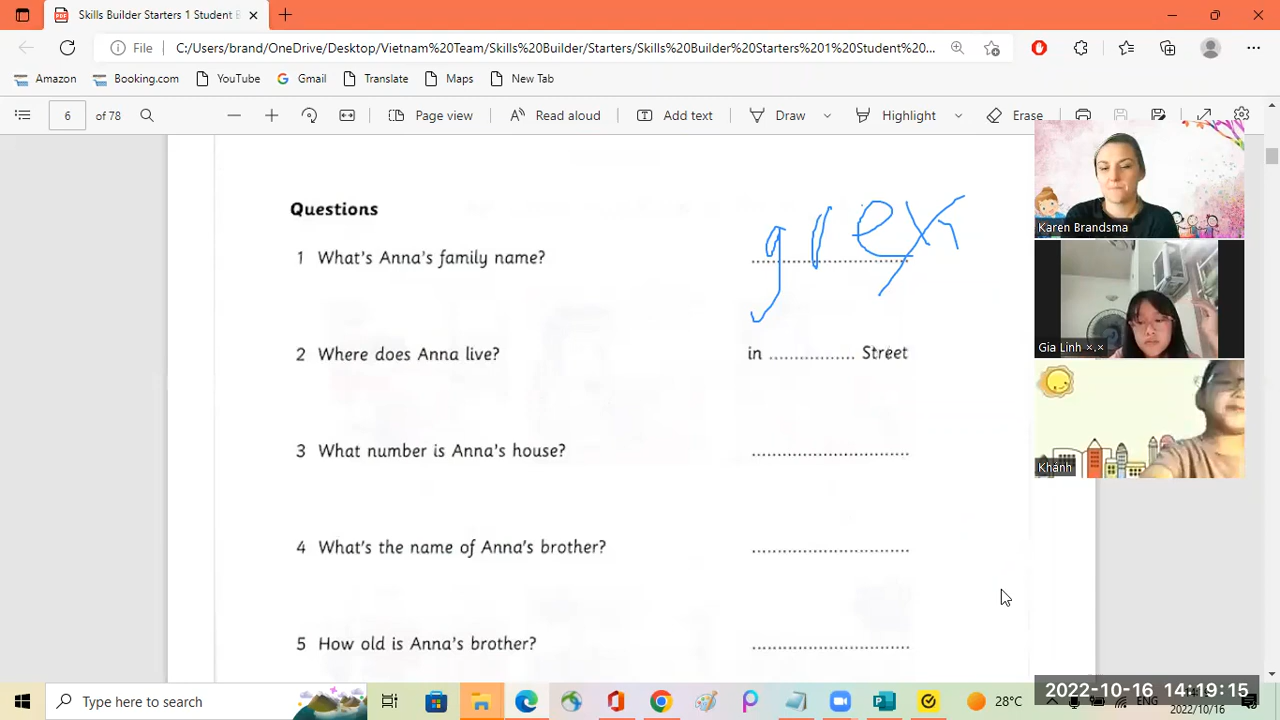 Skills Builder Starters 1 Student E
File
C:/Users/brand/OneDrive/Desktop/Vietnam%20Team/Skills%20Builder/Starters/Skills%20Builder%20Starters%201%20Student%20...
Amazon
Booking.com
YouTube
Gmail
Translate
Maps
New Tab
6 of 78
Page view
Read aloud
Add text
Draw
Highlight
Erase
Questions
1 What's Anna's family name? ................................
2 Where does Anna live? in ................ Street
3 What number is Anna's house? ................................
4 What's the name of Anna's brother? ................................
5 How old is Anna's brother? ................................
Karen Brandsma
Gia Linh ×.×
Khánh
Type here to search
28°C
ENG
2022-10-16 14:19:15
2022/10/16